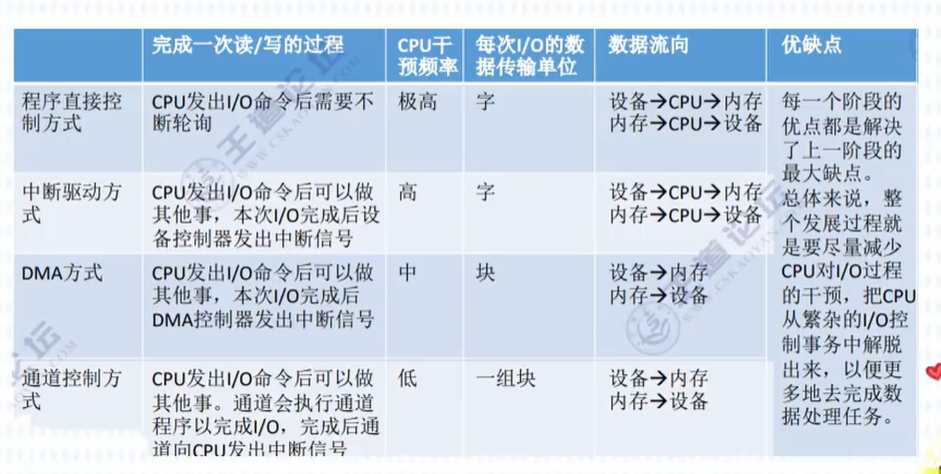 完成一次读/写的过程
CPU干
预频率
每次I/O的数
据传输单位
数据流向
优缺点
程序直接控
制方式
CPU发出I/O命令后需要不
断轮询
极高
字
设备→CPU→内存
内存→CPU→设备
每一个阶段的
优点都是解决
了上一阶段的
最大缺点。
总体来说，整
个发展过程就
是要尽量减少
CPU对I/O过程
的干预，把CPU
从繁杂的I/O控
制事务中解脱
出来，以便更
多地去完成数
据处理任务。
中断驱动方
式
CPU发出I/O命令后可以做
其他事，本次I/O完成后设
备控制器发出中断信号
高
字
设备→CPU→内存
内存→CPU→设备
DMA方式
CPU发出I/O命令后可以做
其他事，本次I/O完成后
DMA控制器发出中断信号
中
块
设备→内存
内存→设备
通道控制方
式
CPU发出I/O命令后可以做
其他事。通道会执行通道
程序以完成I/O，完成后通
道向CPU发出中断信号
低
一组块
设备→内存
内存→设备
王道论坛
WWW.CSKAOYAN.COM